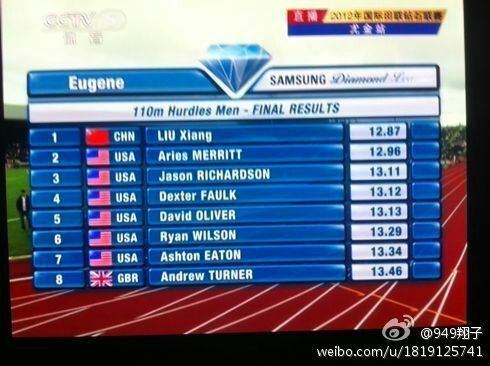 CCTV 5
体育
直播 2012年国际田联钻石联赛
尤金站
Eugene SAMSUNG Diamond Lea
110m Hurdles Men - FINAL RESULTS
1 CHN LIU Xiang 12.87
2 USA Aries MERRITT 12.96
3 USA Jason RICHARDSON 13.11
4 USA Dexter FAULK 13.12
5 USA David OLIVER 13.13
6 USA Ryan WILSON 13.29
7 USA Ashton EATON 13.34
8 GBR Andrew TURNER 13.46
@949翔子
weibo.com/u/1819125741